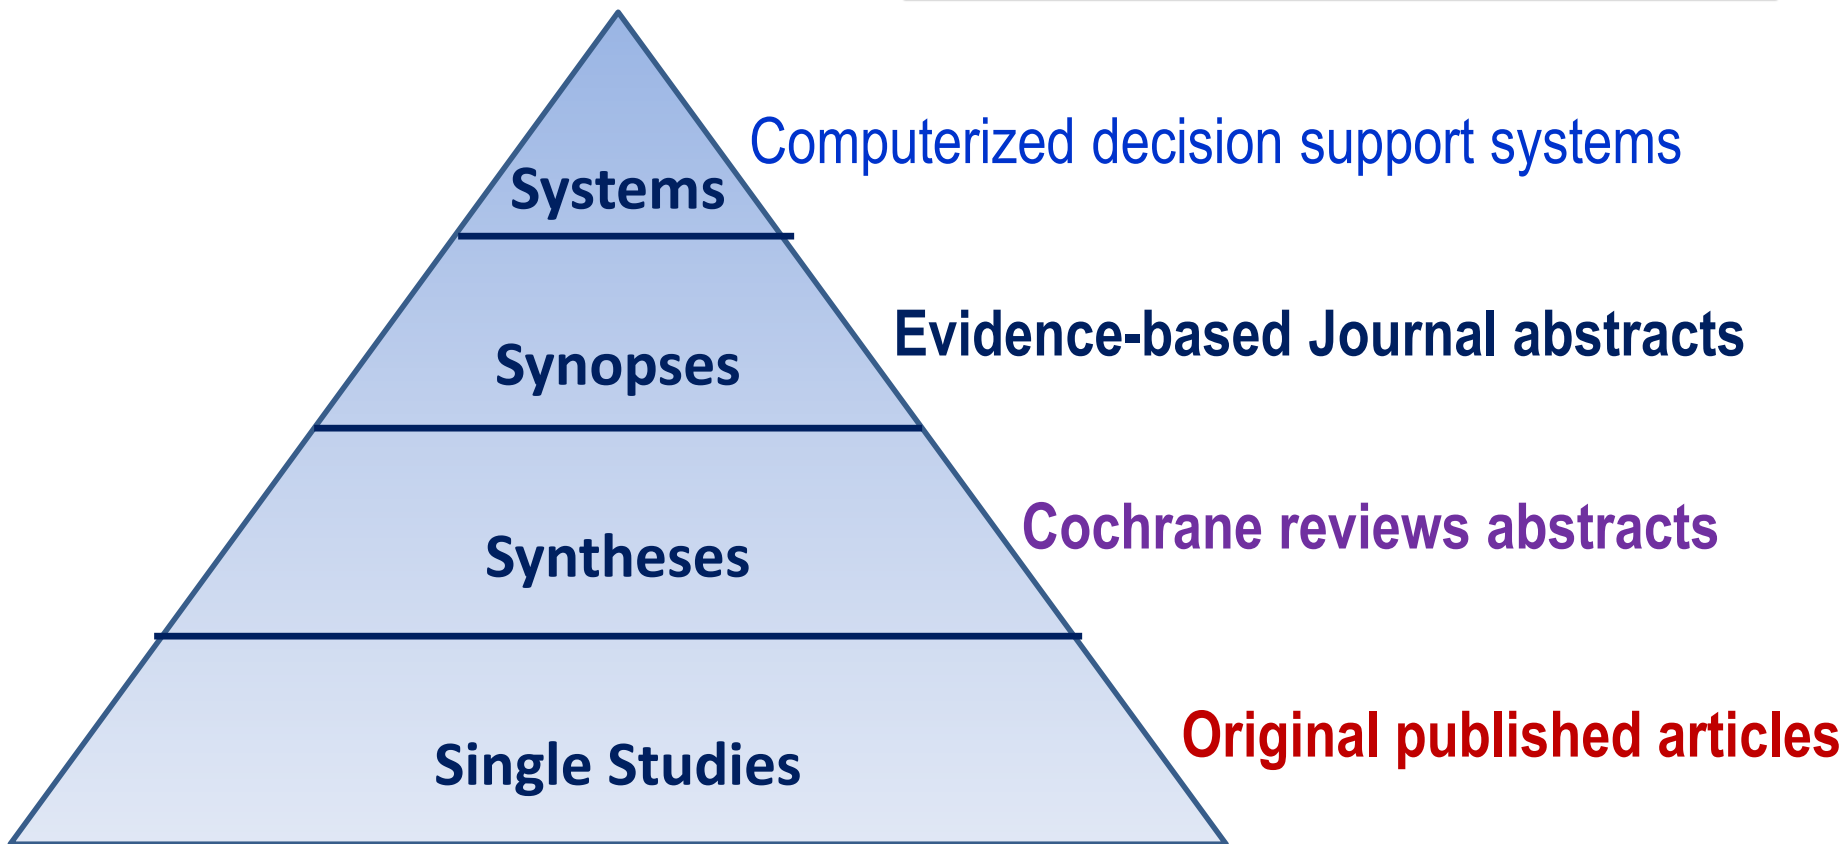 Systems
Computerized decision support systems
Synopses
Evidence-based Journal abstracts
Syntheses
Cochrane reviews abstracts
Single Studies
Original published articles